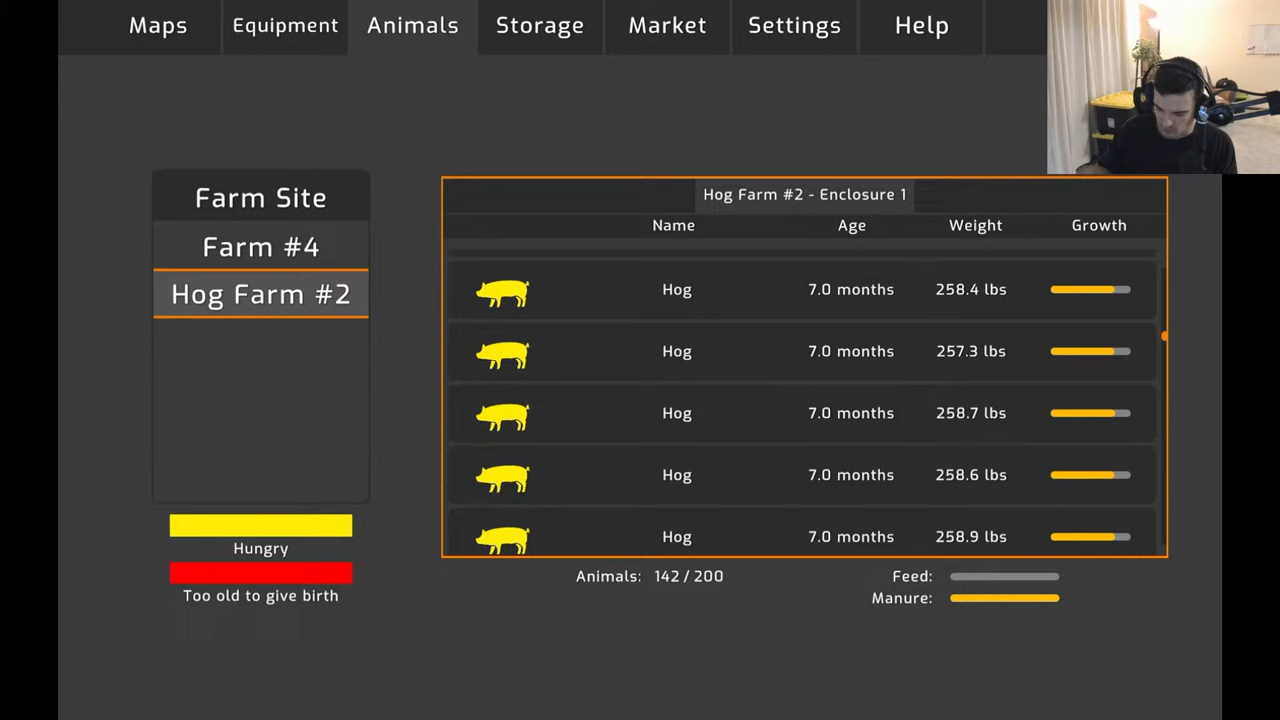 Maps Equipment Animals Storage Market Settings Help
Farm Site
Farm #4
Hog Farm #2
Hungry
Too old to give birth
Hog Farm #2 - Enclosure 1
Name Age Weight Growth
Hog 7.0 months 258.4 lbs
Hog 7.0 months 257.3 lbs
Hog 7.0 months 258.7 lbs
Hog 7.0 months 258.6 lbs
Hog 7.0 months 258.9 lbs
Animals: 142 / 200 Feed:
Manure: